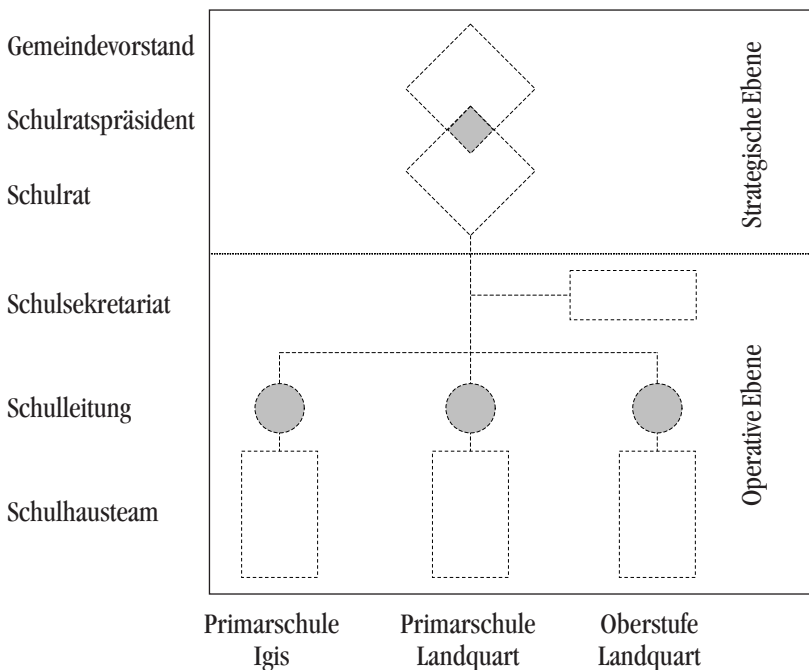 Gemeindevorstand
Schulratspräsident
Schulrat
Strategische Ebene
Schulsekretariat
Schulleitung
Schulhausteam
Operative Ebene
Primarschule
Igis
Primarschule
Landquart
Oberstufe
Landquart